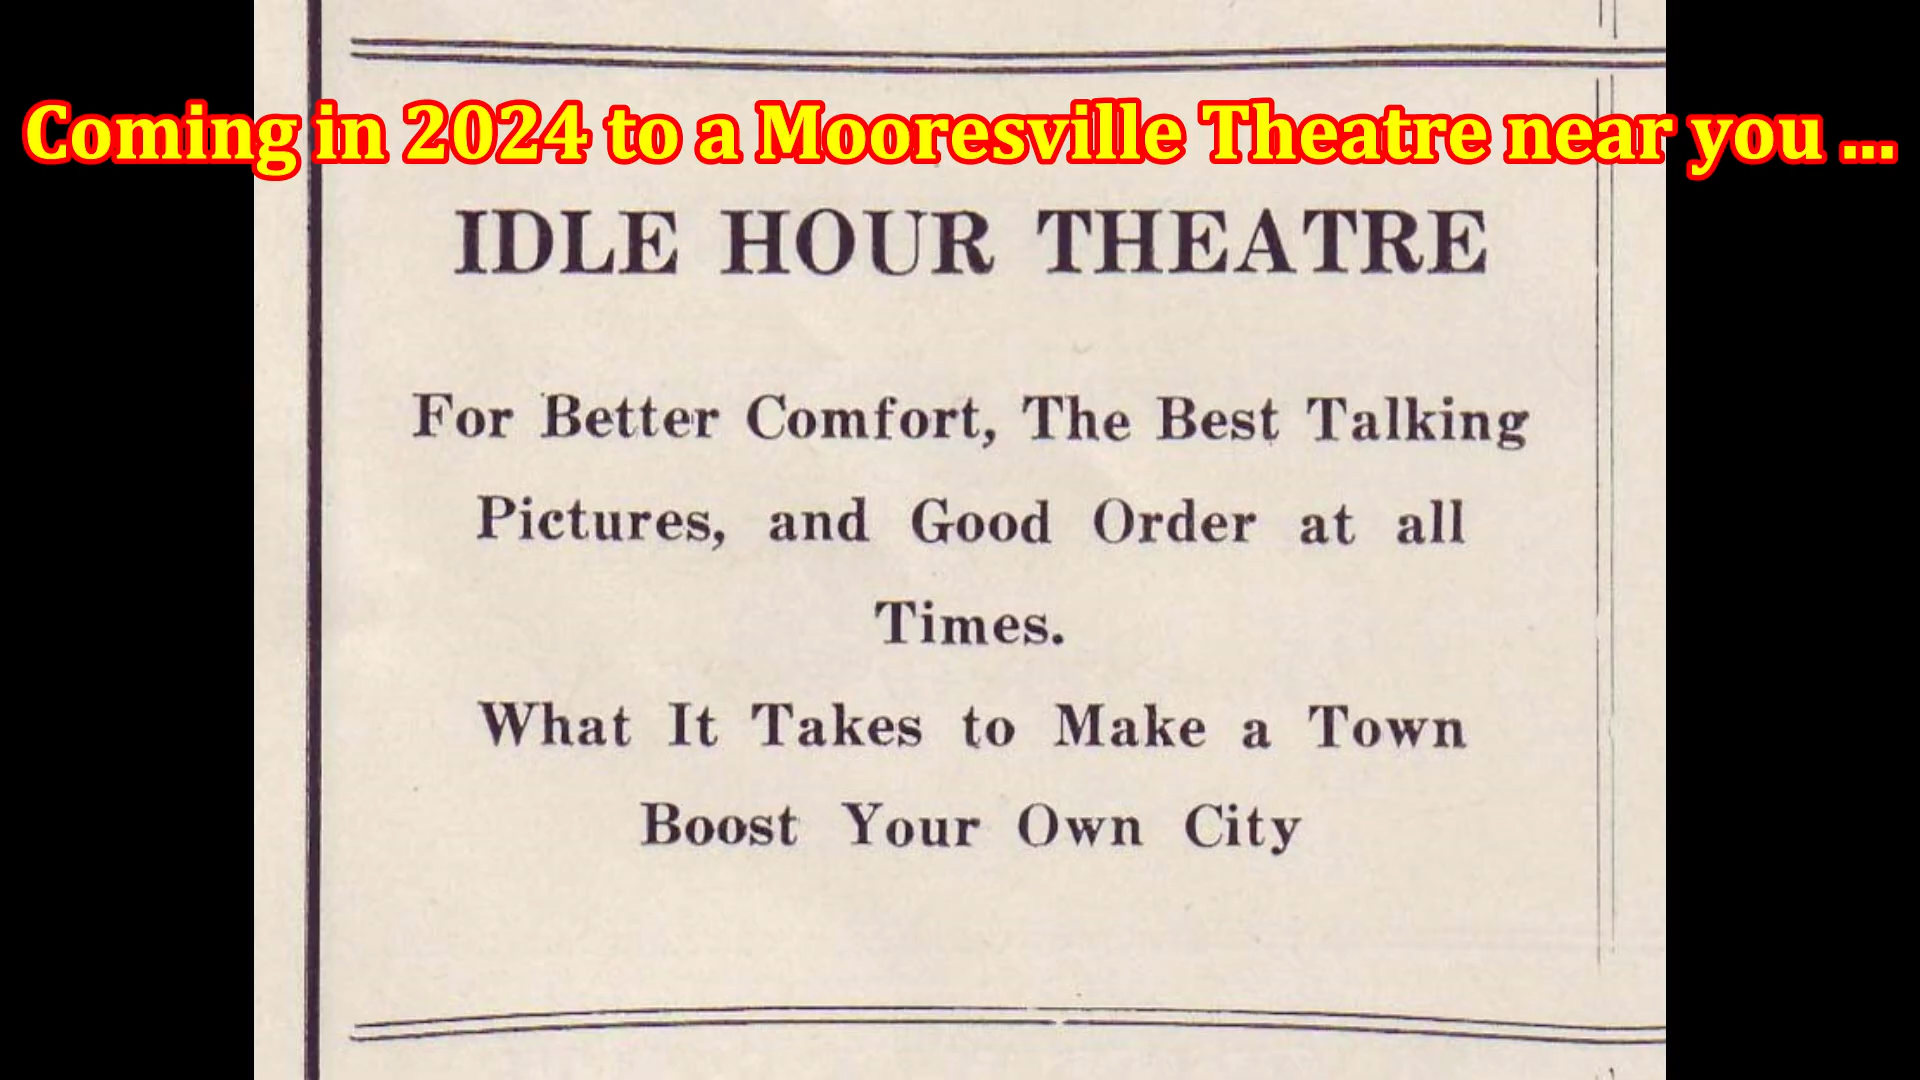 Coming in 2024 to a Mooresville Theatre near you ...
IDLE HOUR THEATRE
For Better Comfort, The Best Talking
Pictures, and Good Order at all
Times.
What It Takes to Make a Town
Boost Your Own City